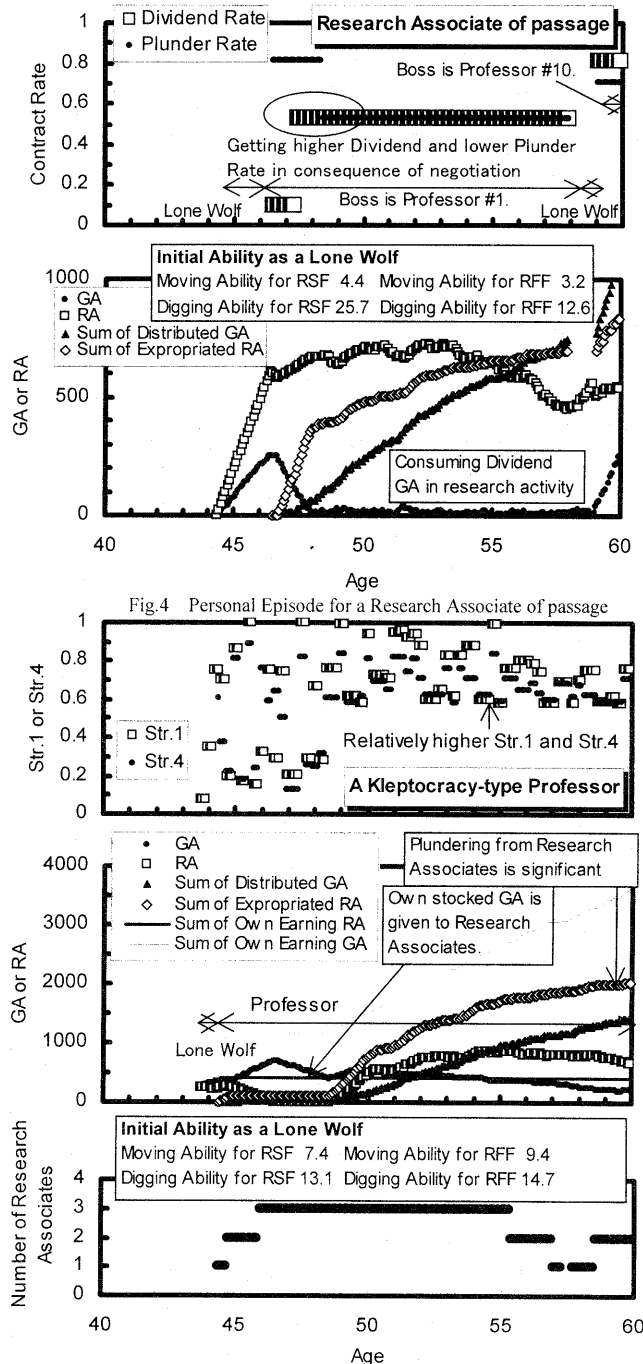 Dividend Rate
Plunder Rate
Research Associate of passage
Boss is Professor #10.
Contract Rate
1
0.8
0.6
0.4
0.2
0
Getting higher Dividend and lower Plunder
Rate in consequence of negotiation
Boss is Professor #1.
Lone Wolf
Lone Wolf
Initial Ability as a Lone Wolf
Moving Ability for RSF 4.4 Moving Ability for RFF 3.2
Digging Ability for RSF 25.7 Digging Ability for RFF 12.6
GA
RA
Sum of Distributed GA
Sum of Expropriated RA
GA or RA
1000
500
0
Consuming Dividend
GA in research activity
40 45 50 55 60
Age
Fig.4 Personal Episode for a Research Associate of passage
Str.1 or Str.4
1
0.8
0.6
0.4
0.2
0
Str.1
Str.4
Relatively higher Str.1 and Str.4
A Kleptocracy-type Professor
GA
RA
Sum of Distributed GA
Sum of Expropriated RA
Sum of Own Earning RA
Sum of Own Earning GA
Plundering from Research
Associates is significant
Own stocked GA is
given to Research
Associates.
GA or RA
4000
3000
2000
1000
0
Professor
Lone Wolf
Initial Ability as a Lone Wolf
Moving Ability for RSF 7.4 Moving Ability for RFF 9.4
Digging Ability for RSF 13.1 Digging Ability for RFF 14.7
Number of Research
Associates
4
3
2
1
0
40 45 50 55 60
Age